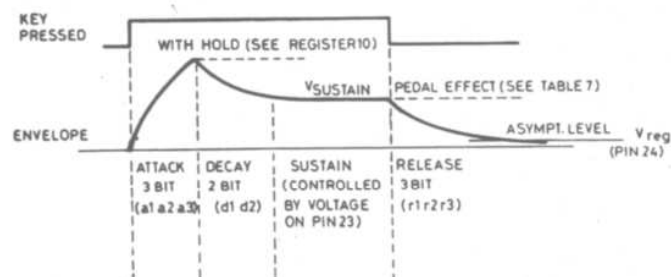 KEY
PRESSED
WITH HOLD (SEE REGISTER10)
VSUSTAIN
PEDAL EFFECT (SEE TABLE 7)
ENVELOPE
ASYMPT. LEVEL
Vreg
(PIN 24)
ATTACK
3 BIT
(a1 a2 a3)
DECAY
2 BIT
(d1 d2)
SUSTAIN
(CONTROLLED
BY VOLTAGE
ON PIN23)
RELEASE
3 BIT
(r1 r2 r3)